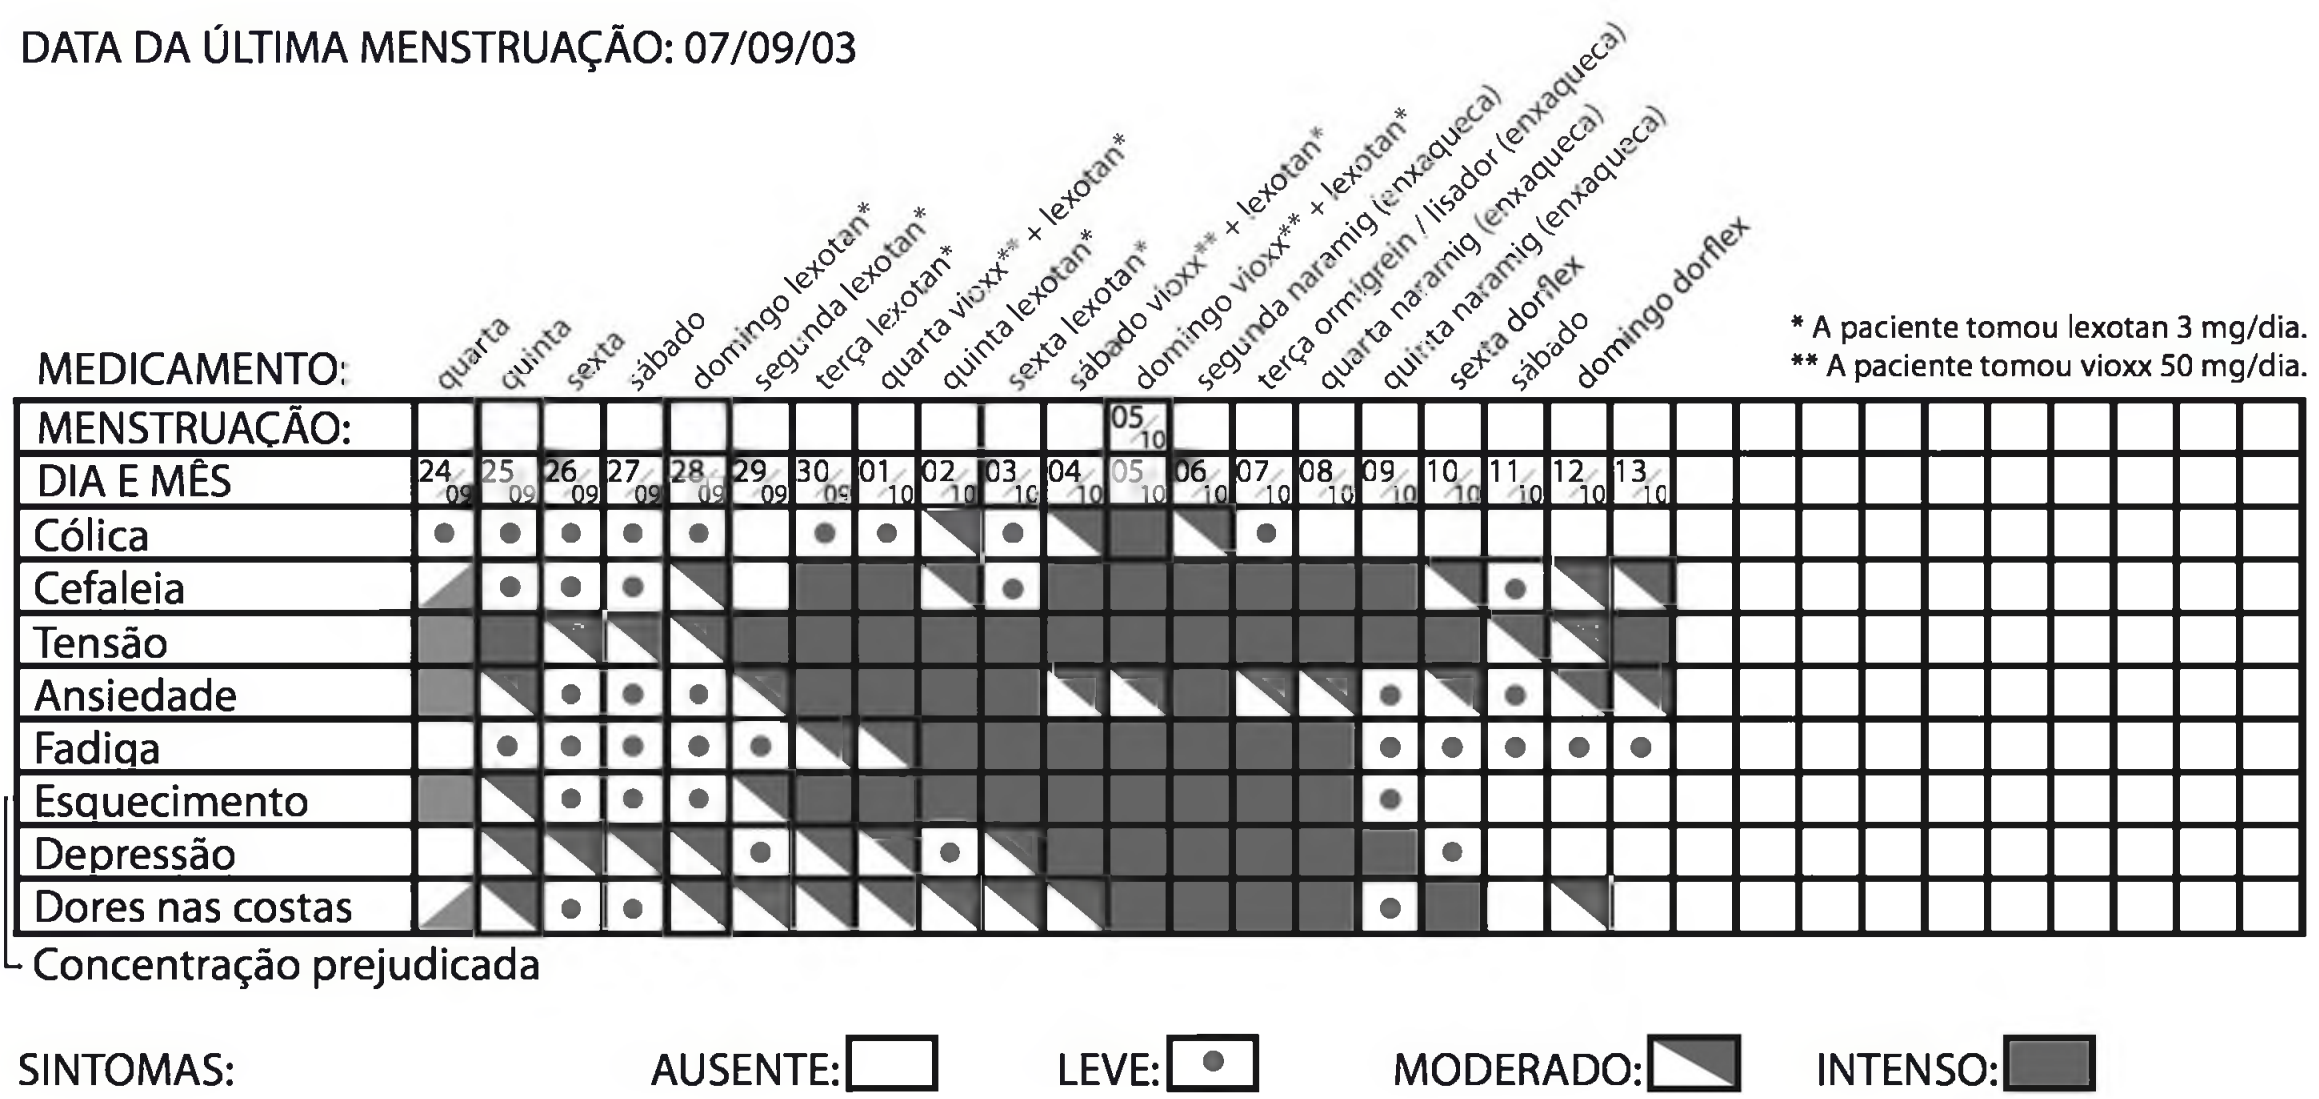 DATA DA ÚLTIMA MENSTRUAÇÃO: 07/09/03
MEDICAMENTO:
quarta
quinta
sexta
sábado
domingo lexotan*
segunda lexotan*
terça lexotan*
quarta vioxx** + lexotan*
quinta lexotan*
sexta lexotan*
sábado vioxx** + lexotan*
domingo vioxx** + lexotan*
segunda naramig (enxaqueca)
terça ormigrein / lisador (enxaqueca)
quarta naramig (enxaqueca)
quinta naramig (enxaqueca)
sexta dorflex
sábado
domingo dorflex
* A paciente tomou lexotan 3 mg/dia.
** A paciente tomou vioxx 50 mg/dia.
MENSTRUAÇÃO: 05/10
DIA E MÊS 24/09 25/09 26/09 27/09 28/09 29/09 30/09 01/10 02/10 03/10 04/10 05/10 06/10 07/10 08/10 09/10 10/10 11/10 12/10 13/10
Cólica
Cefaleia
Tensão
Ansiedade
Fadiga
Esquecimento
Depressão
Dores nas costas
Concentração prejudicada
SINTOMAS: AUSENTE: LEVE: MODERADO: INTENSO: